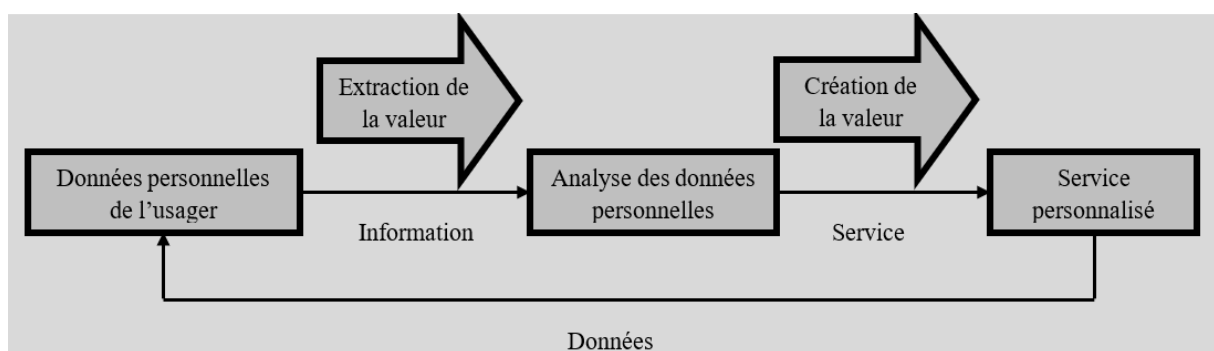 Extraction de
la valeur
Création de
la valeur
Données personnelles
de l’usager
Analyse des données
personnelles
Service
personnalisé
Information
Service
Données